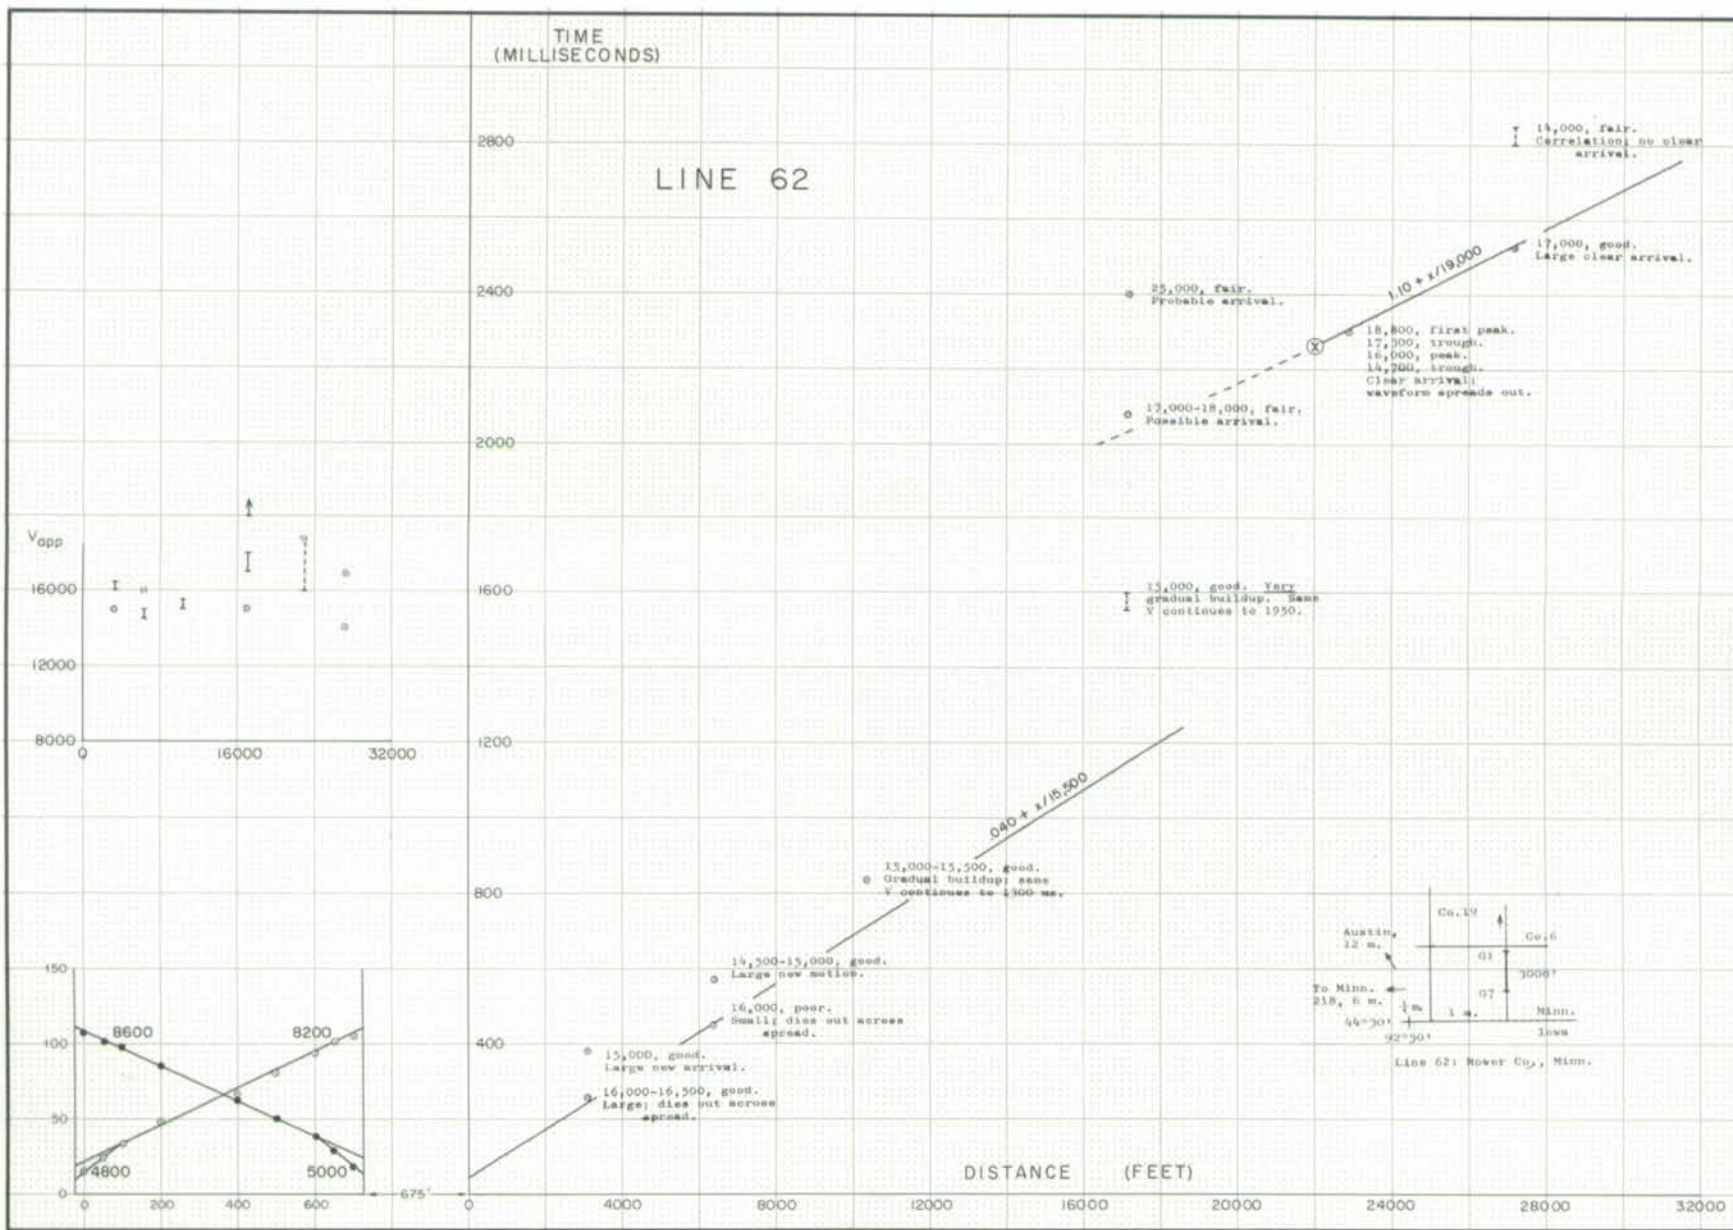 TIME
(MILLISECONDS)
LINE 62
2800
2400
2000
1600
1200
800
400
14,000, fair.
Correlation; no clear
arrival.
17,000, good.
Large clear arrival.
1.10 + x/19,000
25,000, fair.
Probable arrival.
18,800, first peak.
17,300, trough.
16,000, peak.
14,700, trough.
Clear arrival;
waveform spreads out.
17,000-18,000, fair.
Possible arrival.
15,000, good. Very
gradual buildup. Same
V continues to 1950.
Vapp
16000
12000
8000
0
16000
32000
.040 + x/15,500
15,000-15,500, good.
Gradual buildup; same
V continues to 1300 ms.
14,500-15,000, good.
Large new motion.
16,000, poor.
Small; dies out across
spread.
15,000, good.
Large new arrival.
16,000-16,500, good.
Large; dies out across
spread.
150
100
50
0
8600
8200
4800
5000
0
200
400
600
675'
Co.19
Austin,
12 m.
Co.6
G1
3000'
G7
To Minn.
218, 6 m.
½ m.
1 m.
Minn.
Iowa
44°30'
92°50'
Line 62: Mower Co., Minn.
DISTANCE (FEET)
0
4000
8000
12000
16000
20000
24000
28000
32000